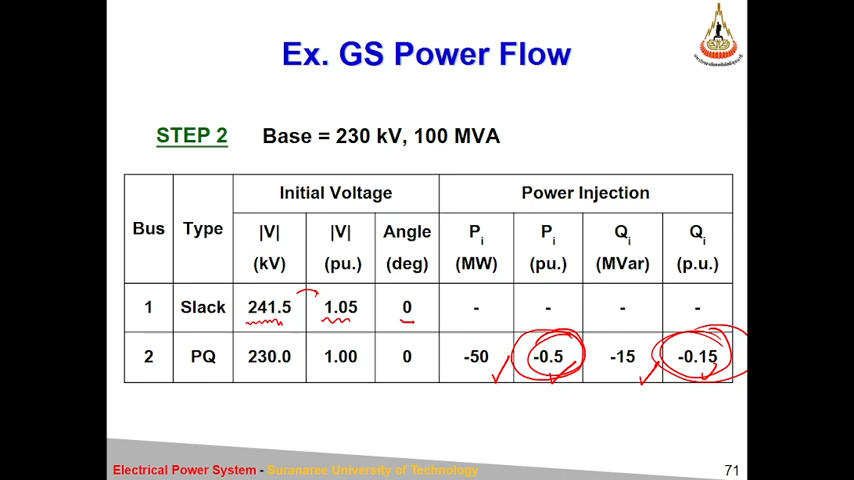 Ex. GS Power Flow
STEP 2 Base = 230 kV, 100 MVA
Bus Type Initial Voltage Power Injection
|V| |V| Angle Pi Pi Qi Qi
(kV) (pu.) (deg) (MW) (pu.) (MVar) (p.u.)
1 Slack 241.5 1.05 0 - - - -
2 PQ 230.0 1.00 0 -50 -0.5 -15 -0.15
Electrical Power System - Suranaree University of Technology 71